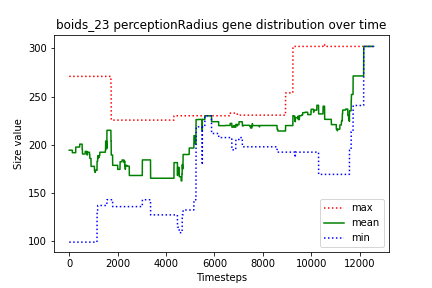 boids_23 perceptionRadius gene distribution over time
300
250
200
150
100
Size value
0
2000
4000
6000
8000
10000
12000
Timesteps
max
mean
min